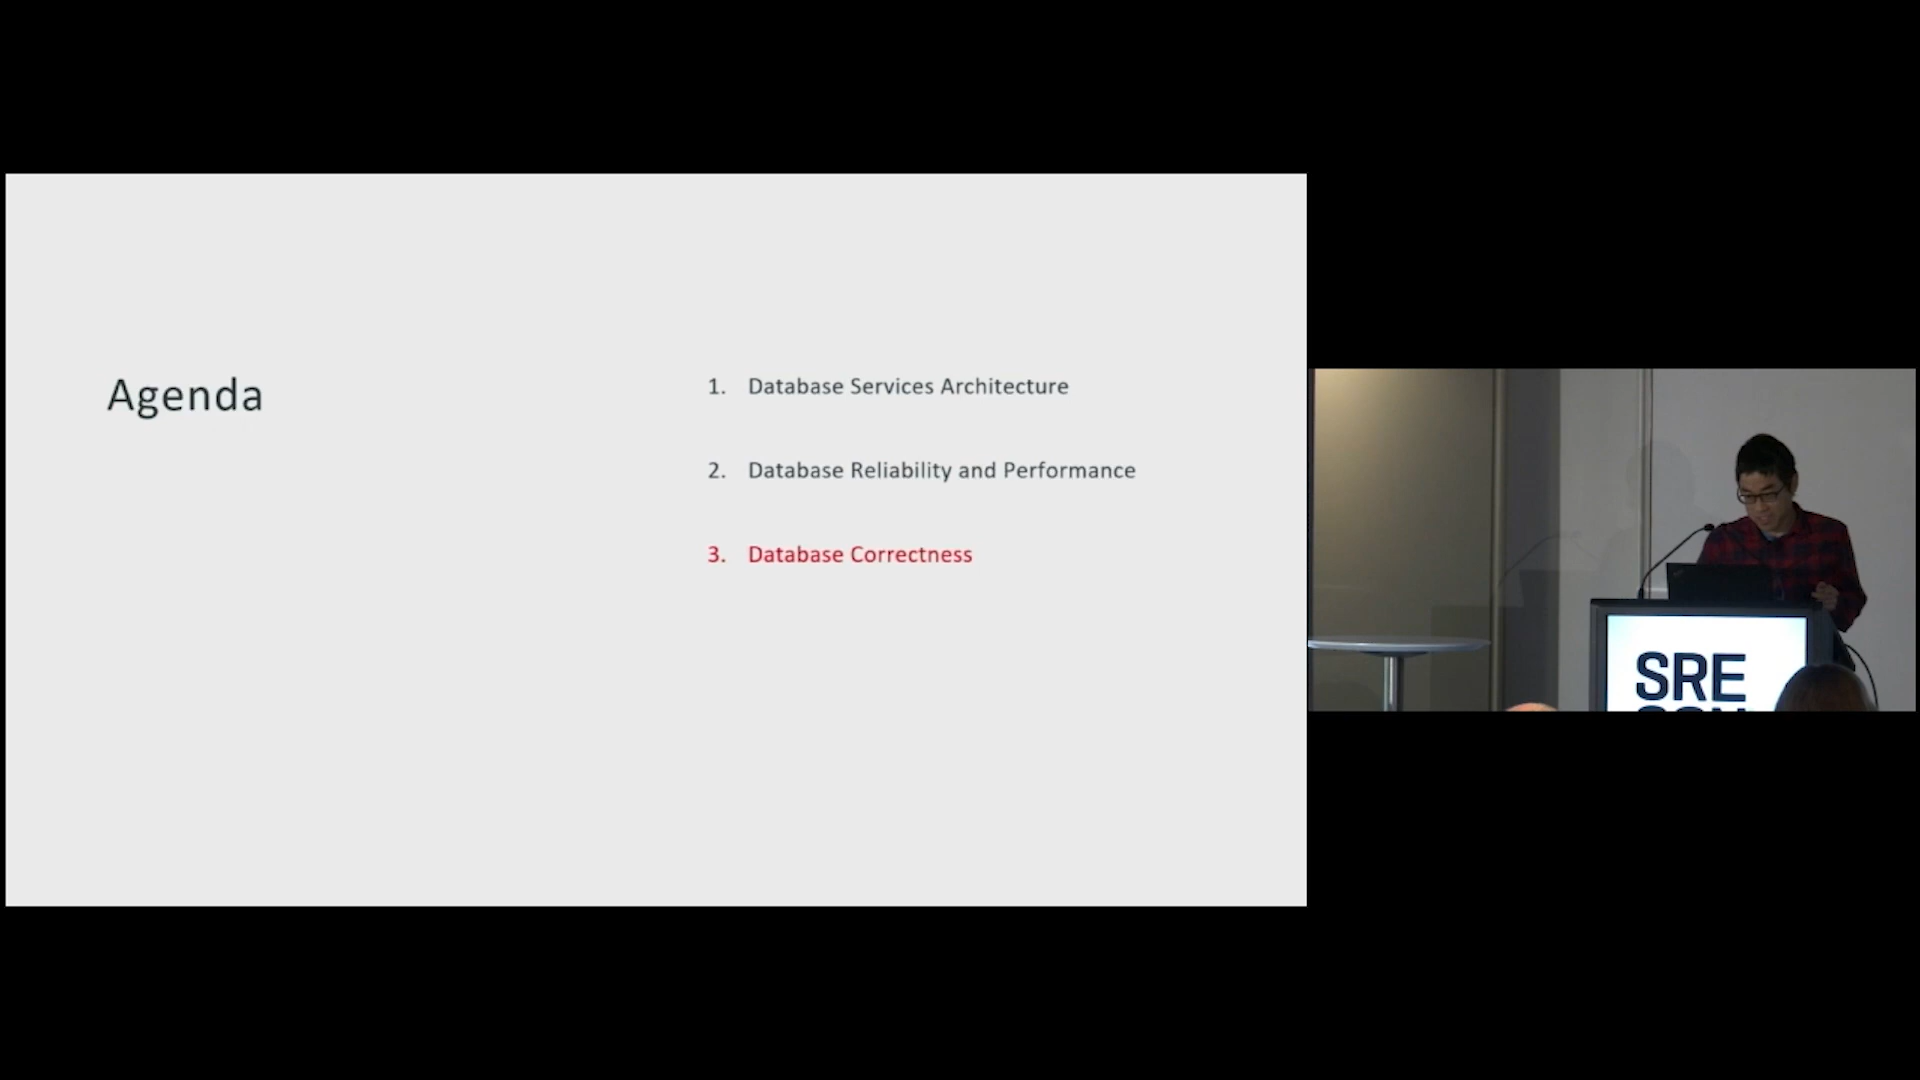 Agenda
1. Database Services Architecture
2. Database Reliability and Performance
3. Database Correctness
SRE